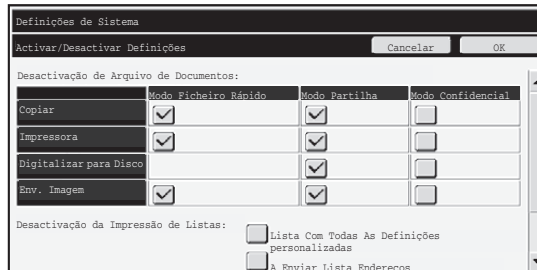 Definições de Sistema
Activar/Desactivar Definições Cancelar OK
Desactivação de Arquivo de Documentos:
Modo Ficheiro Rápido Modo Partilha Modo Confidencial
Copiar
Impressora
Digitalizar para Disco
Env. Imagem
Desactivação da Impressão de Listas:
Lista Com Todas As Definições
personalizadas
A Enviar Lista Endereços